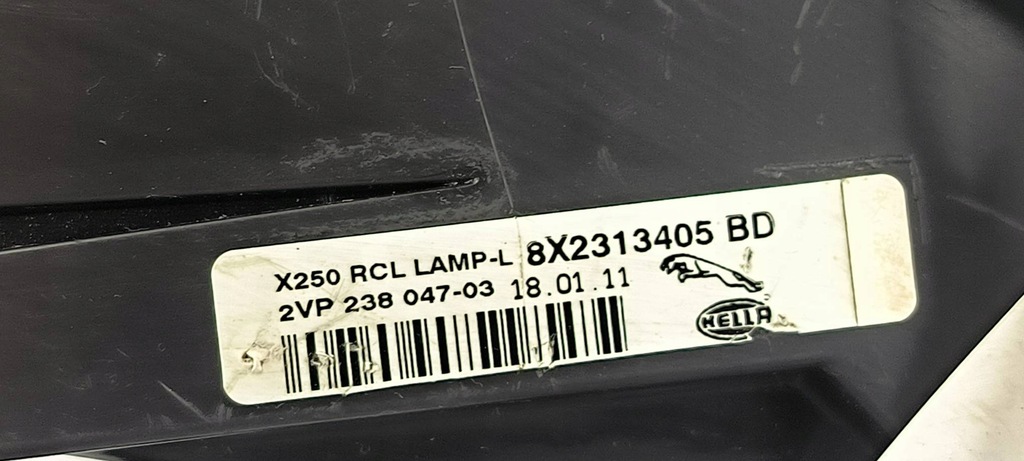 X250 RCL LAMP-L 8X2313405 BD
2VP 238 047-03 18.01.11
HELLA